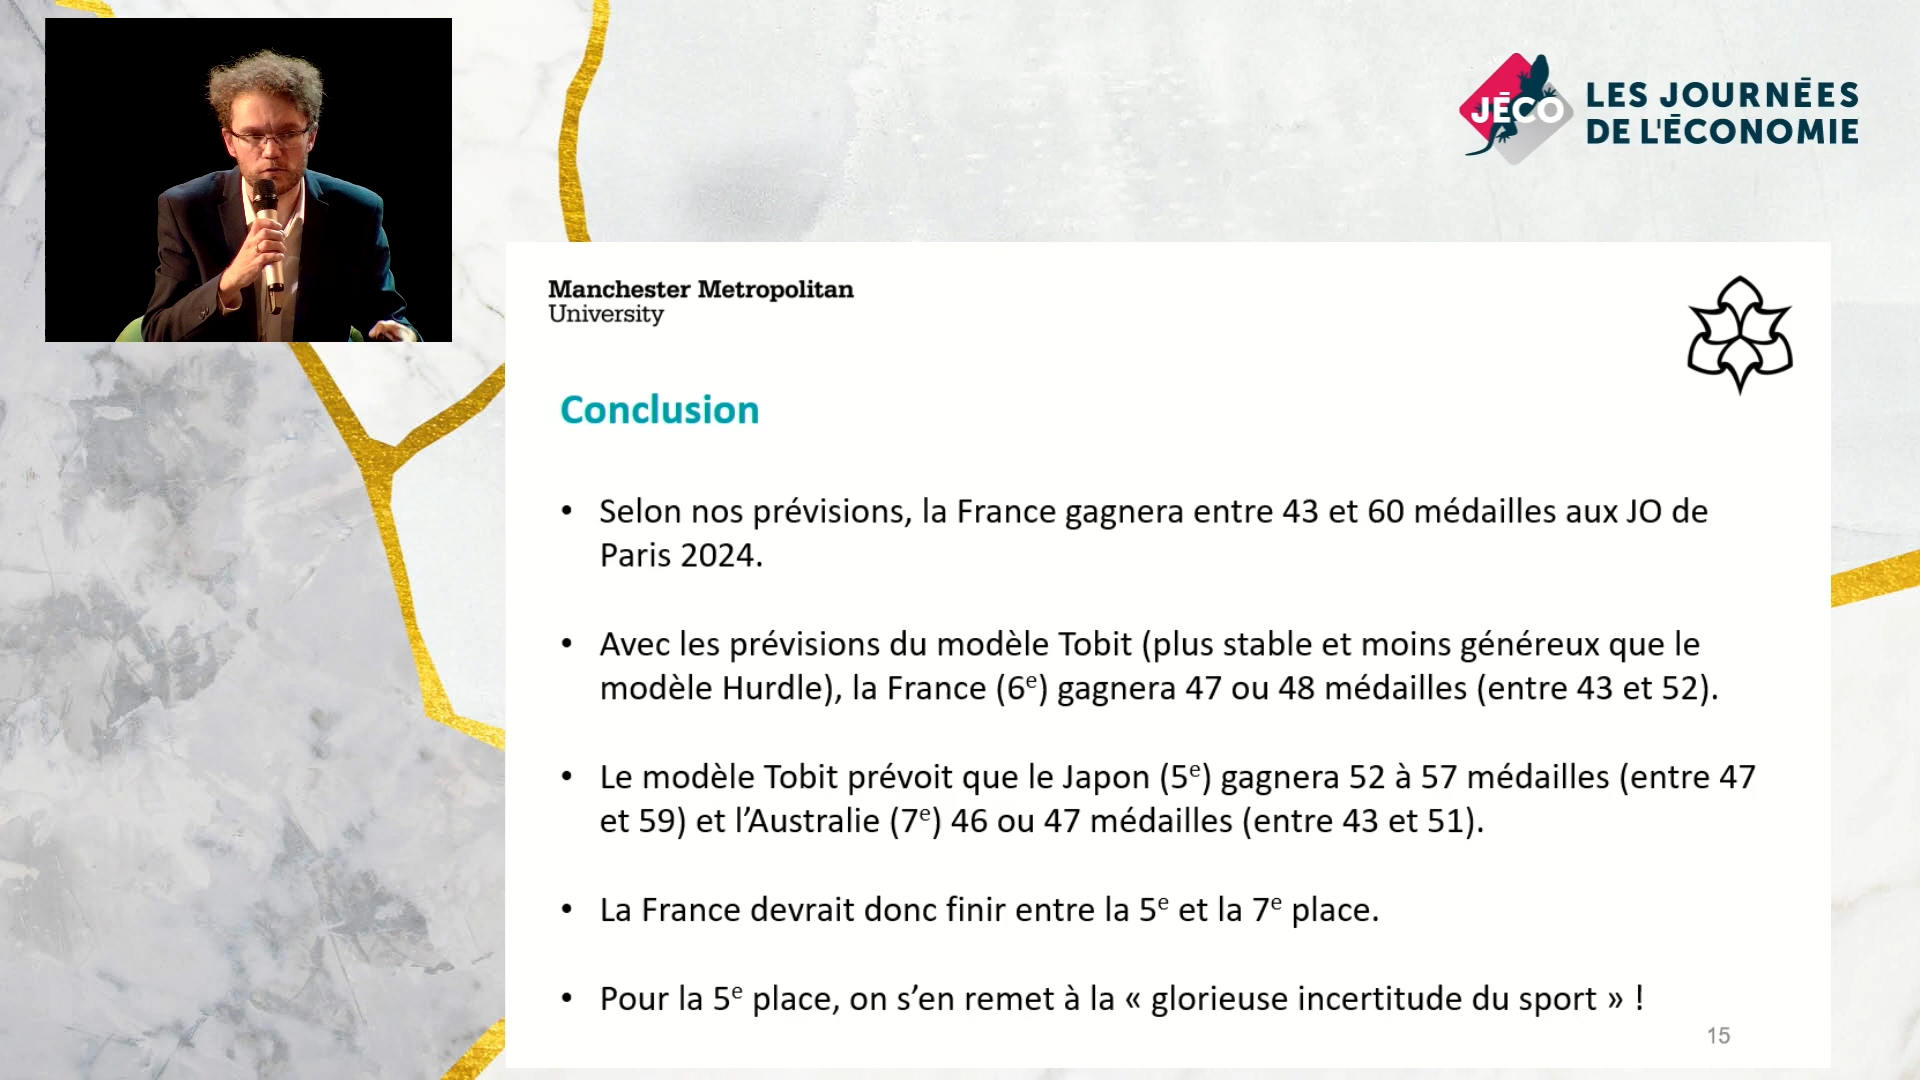 JÉCO
LES JOURNÉES
DE L'ÉCONOMIE
Manchester Metropolitan
University
Conclusion
• Selon nos prévisions, la France gagnera entre 43 et 60 médailles aux JO de
Paris 2024.
• Avec les prévisions du modèle Tobit (plus stable et moins généreux que le
modèle Hurdle), la France (6e) gagnera 47 ou 48 médailles (entre 43 et 52).
• Le modèle Tobit prévoit que le Japon (5e) gagnera 52 à 57 médailles (entre 47
et 59) et l’Australie (7e) 46 ou 47 médailles (entre 43 et 51).
• La France devrait donc finir entre la 5e et la 7e place.
• Pour la 5e place, on s’en remet à la « glorieuse incertitude du sport » !
15